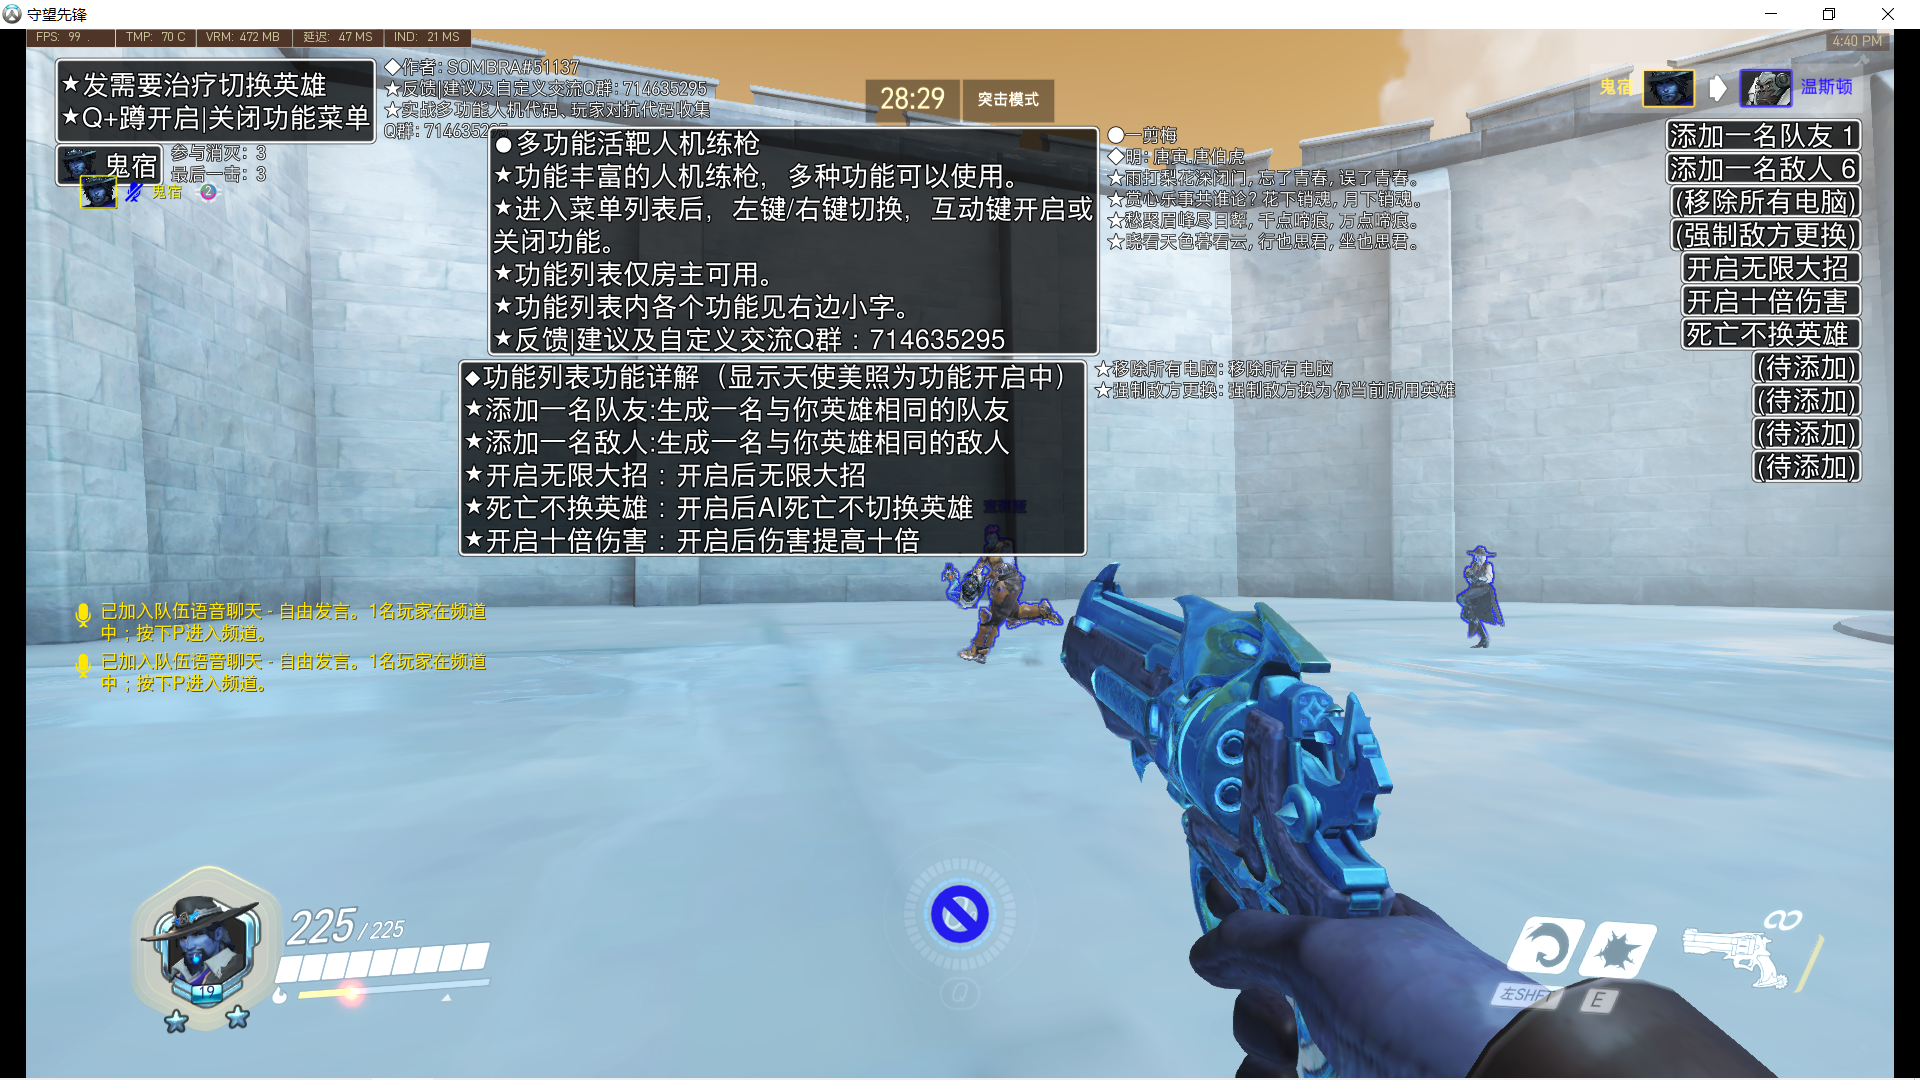 守望先锋
FPS: 99 .
TMP: 70 C
VRM: 472 MB
延迟: 47 MS
IND: 21 MS
4:40 PM
★发需要治疗切换英雄
★Q+蹲开启|关闭功能菜单
◇作者: SOMBRA#51137
★反馈|建议及自定义交流Q群: 714635295
★实战多功能人机代码、玩家对抗代码收集
Q群: 714635295
28:29
突击模式
鬼宿
温斯顿
鬼宿
参与消灭: 3
最后一击: 3
鬼宿
2
●多功能活靶人机练枪
★功能丰富的人机练枪，多种功能可以使用。
★进入菜单列表后，左键/右键切换，互动键开启或
关闭功能。
★功能列表仅房主可用。
★功能列表内各个功能见右边小字。
★反馈|建议及自定义交流Q群：714635295
○一剪梅
◇明: 唐寅.唐伯虎
★雨打梨花深闭门, 忘了青春, 误了青春。
★赏心乐事共谁论? 花下销魂, 月下销魂。
★愁聚眉峰尽日颦, 千点啼痕, 万点啼痕。
★晓看天色暮看云, 行也思君, 坐也思君。
添加一名队友 1
添加一名敌人 6
(移除所有电脑)
(强制敌方更换)
开启无限大招
开启十倍伤害
死亡不换英雄
(待添加)
(待添加)
(待添加)
(待添加)
◆功能列表功能详解（显示天使美照为功能开启中）
★添加一名队友:生成一名与你英雄相同的队友
★添加一名敌人:生成一名与你英雄相同的敌人
★开启无限大招：开启后无限大招
★死亡不换英雄：开启后AI死亡不切换英雄
★开启十倍伤害：开启后伤害提高十倍
★移除所有电脑: 移除所有电脑
★强制敌方更换: 强制敌方换为你当前所用英雄
已加入队伍语音聊天 - 自由发言。1名玩家在频道
中；按下P进入频道。
已加入队伍语音聊天 - 自由发言。1名玩家在频道
中；按下P进入频道。
225/225
19
Q
左SHFT
E
∞